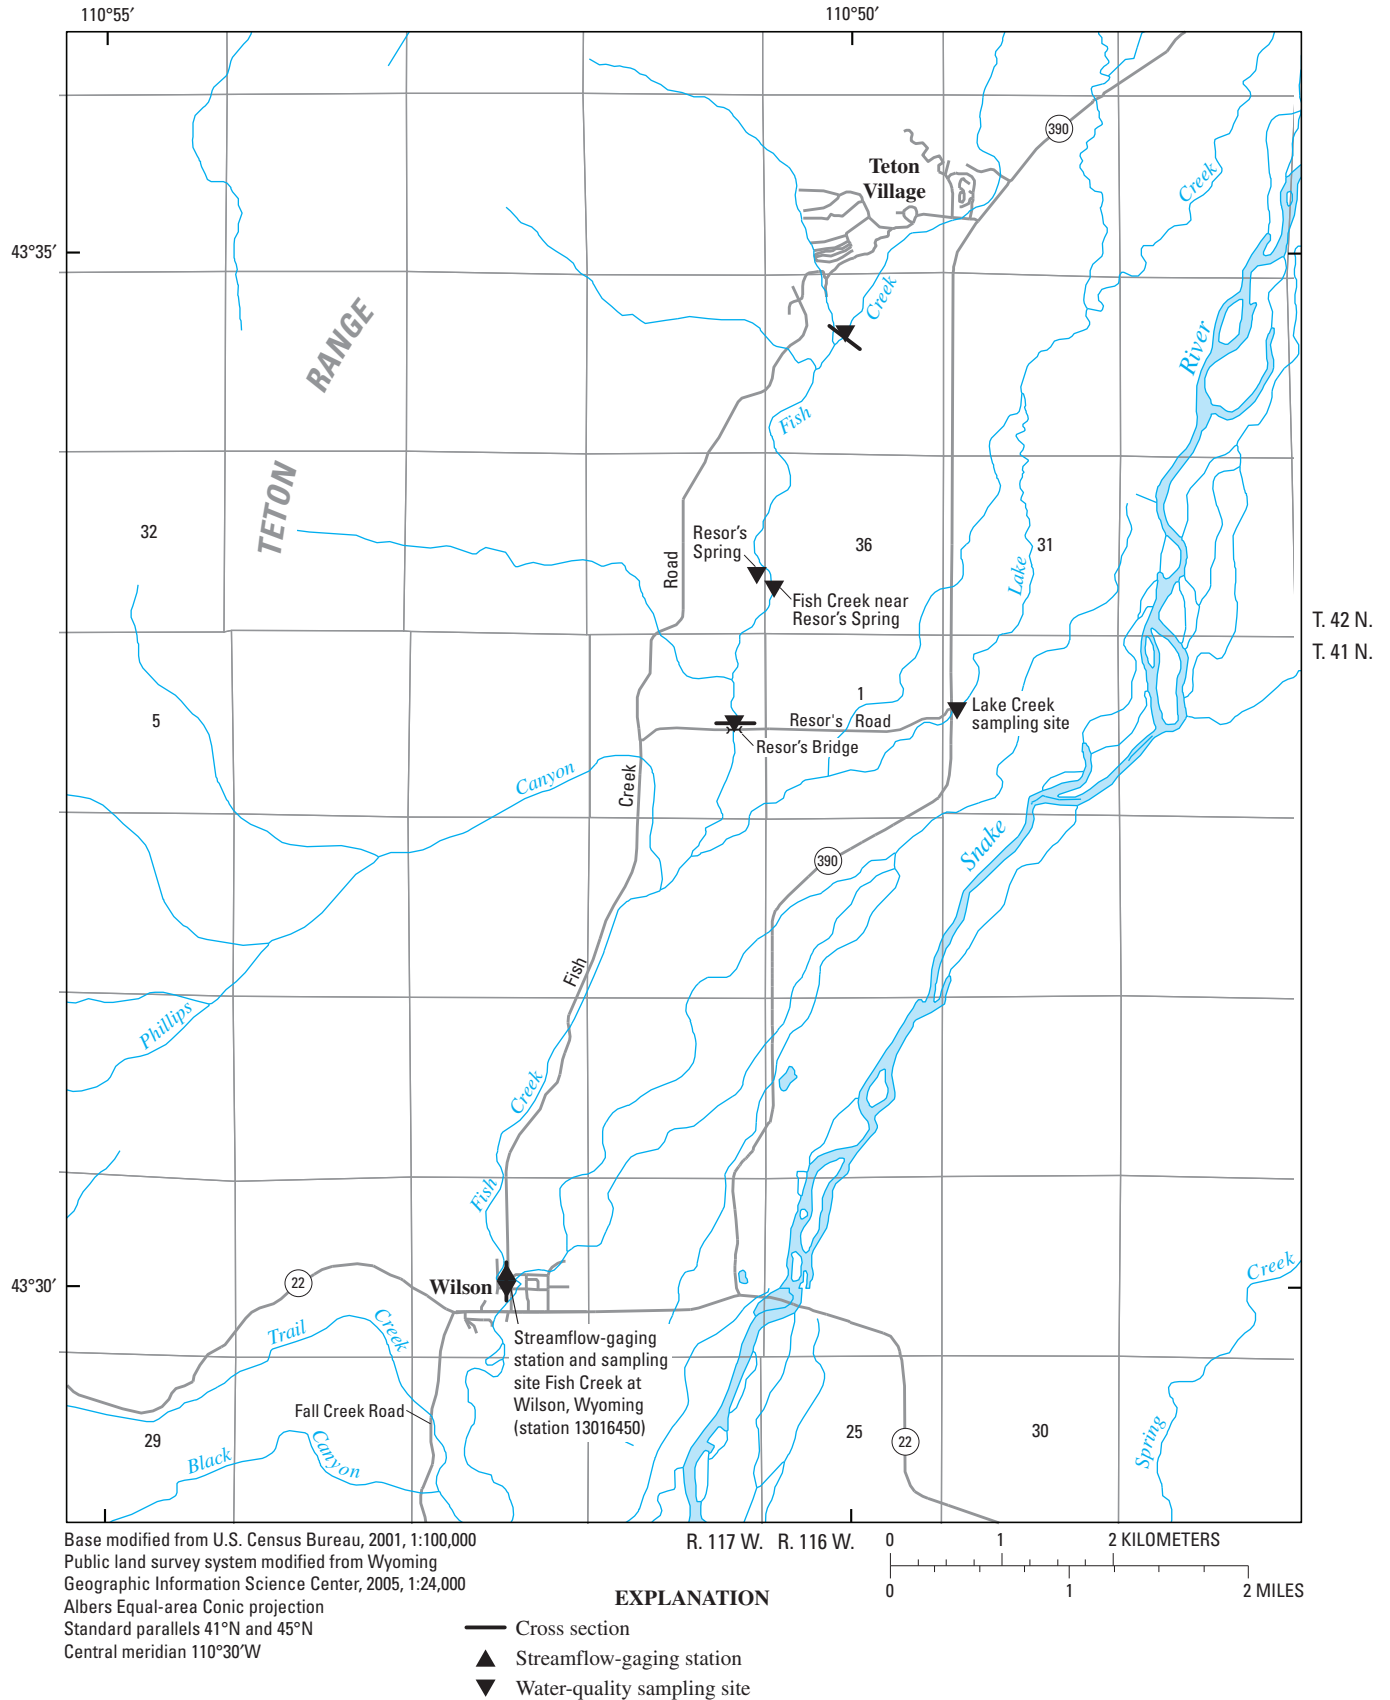 110°55′
110°50′
390
Teton
Village
Creek
43°35′
Creek
River
RANGE
Fish
TETON
32
Resor's
Spring
36
31
Road
Lake
Fish Creek near
Resor's Spring
T. 42 N.
T. 41 N.
5
1
Lake Creek
sampling site
Resor's Road
Resor's Bridge
Canyon
Creek
Snake
390
Fish
Phillips
Creek
Fish
Creek
43°30′
22
Wilson
Trail
Creek
Streamflow-gaging
station and sampling
site Fish Creek at
Wilson, Wyoming
(station 13016450)
Fall Creek Road
29
25
22
30
Spring
Black
Canyon
Base modified from U.S. Census Bureau, 2001, 1:100,000
Public land survey system modified from Wyoming
Geographic Information Science Center, 2005, 1:24,000
Albers Equal-area Conic projection
Standard parallels 41°N and 45°N
Central meridian 110°30′W
R. 117 W. R. 116 W.
0 1 2 KILOMETERS
0 1 2 MILES
EXPLANATION
Cross section
Streamflow-gaging station
Water-quality sampling site